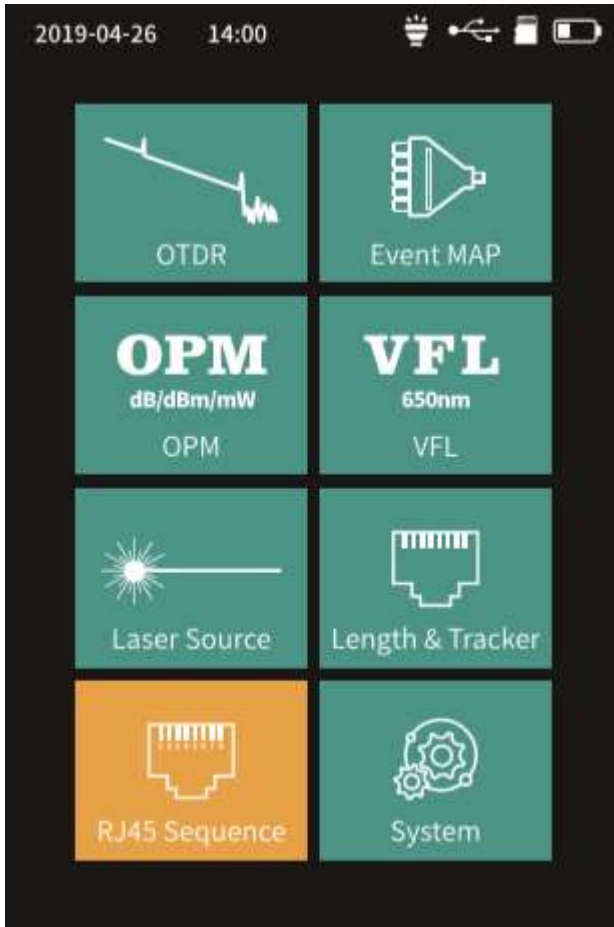 2019-04-26 14:00
OTDR
Event MAP
OPM
dB/dBm/mW
OPM
VFL
650nm
VFL
Laser Source
Length & Tracker
RJ45 Sequence
System